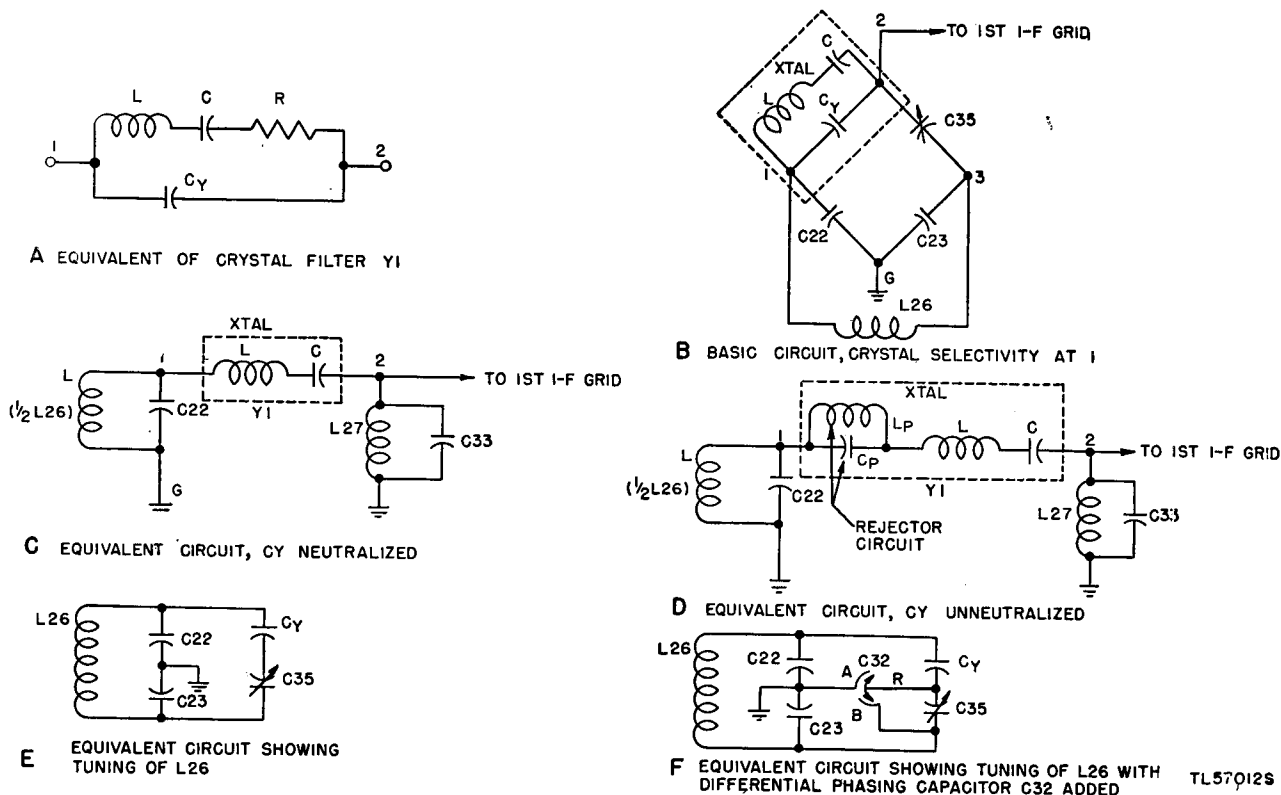 L C R
1 2
CY
A EQUIVALENT OF CRYSTAL FILTER Y1
2 TO 1ST I-F GRID
C
XTAL
L
CY
C35
1 3
C22 C23
G
L26
B BASIC CIRCUIT, CRYSTAL SELECTIVITY AT 1
XTAL
L C
1 2
TO 1ST I-F GRID
L
(½L26)
C22
Y1
L27
C33
G
C EQUIVALENT CIRCUIT, CY NEUTRALIZED
XTAL
LP L C
1 2
TO 1ST I-F GRID
L
(½L26)
CP
C22
Y1
REJECTOR
CIRCUIT
L27
C33
D EQUIVALENT CIRCUIT, CY UNNEUTRALIZED
L26
C22
CY
C23
C35
E EQUIVALENT CIRCUIT SHOWING
TUNING OF L26
L26
C22
C32
CY
A R
B
C23
C35
F EQUIVALENT CIRCUIT SHOWING TUNING OF L26 WITH
DIFFERENTIAL PHASING CAPACITOR C32 ADDED
TL57012S